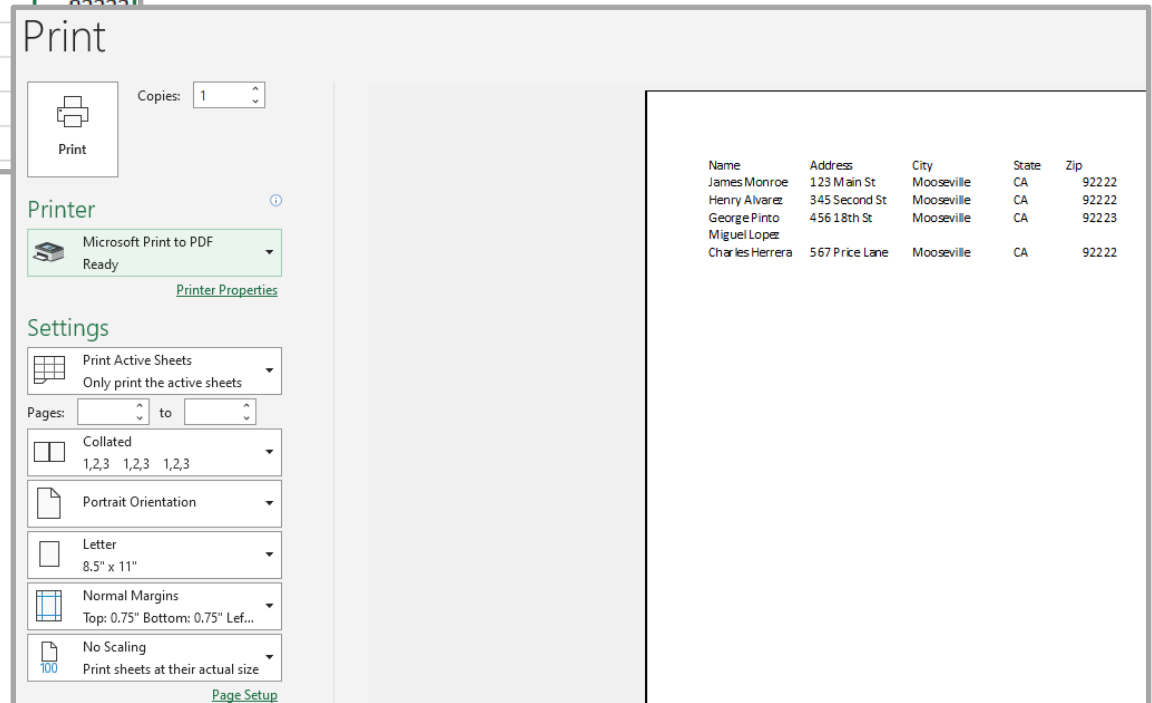 Print
Copies: 1
Print
Printer
Microsoft Print to PDF
Ready
Printer Properties
Settings
Print Active Sheets
Only print the active sheets
Pages: to
Collated
1,2,3 1,2,3 1,2,3
Portrait Orientation
Letter
8.5" x 11"
Normal Margins
Top: 0.75" Bottom: 0.75" Lef...
No Scaling
100
Print sheets at their actual size
Page Setup
Name Address City State Zip
James Monroe 123 Main St Mooseville CA 92222
Henry Alvarez 345 Second St Mooseville CA 92222
George Pinto 456 18th St Mooseville CA 92223
Miguel Lopez
Charles Herrera 567 Price Lane Mooseville CA 92222